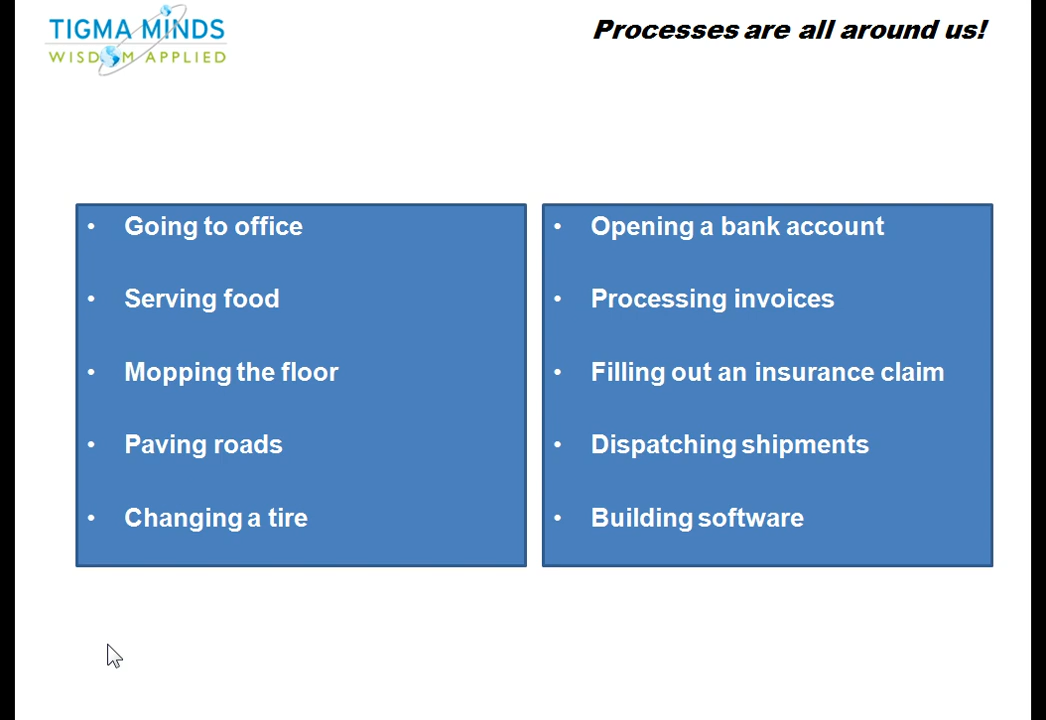 TIGMA MINDS
WISDOM APPLIED
Processes are all around us!
• Going to office
• Serving food
• Mopping the floor
• Paving roads
• Changing a tire
• Opening a bank account
• Processing invoices
• Filling out an insurance claim
• Dispatching shipments
• Building software